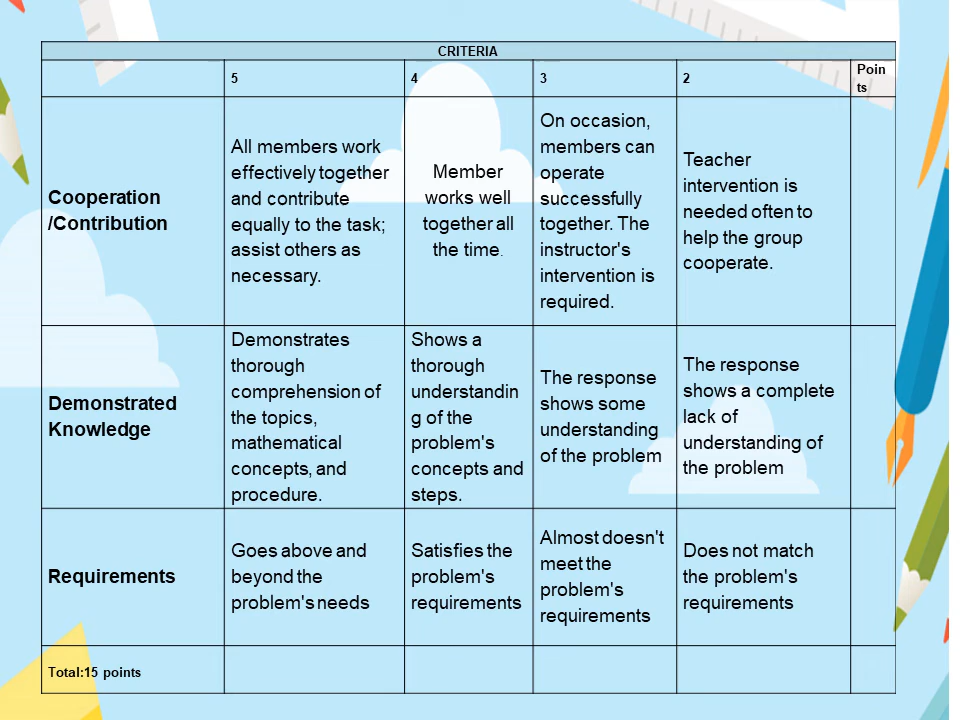 CRITERIA
5
4
3
2
Poin
ts
Cooperation
/Contribution
All members work
effectively together
and contribute
equally to the task;
assist others as
necessary.
Member
works well
together all
the time.
On occasion,
members can
operate
successfully
together. The
instructor's
intervention is
required.
Teacher
intervention is
needed often to
help the group
cooperate.
Demonstrated
Knowledge
Demonstrates
thorough
comprehension of
the topics,
mathematical
concepts, and
procedure.
Shows a
thorough
understandin
g of the
problem's
concepts and
steps.
The response
shows some
understanding
of the problem
The response
shows a complete
lack of
understanding of
the problem
Requirements
Goes above and
beyond the
problem's needs
Satisfies the
problem's
requirements
Almost doesn't
meet the
problem's
requirements
Does not match
the problem's
requirements
Total:15 points